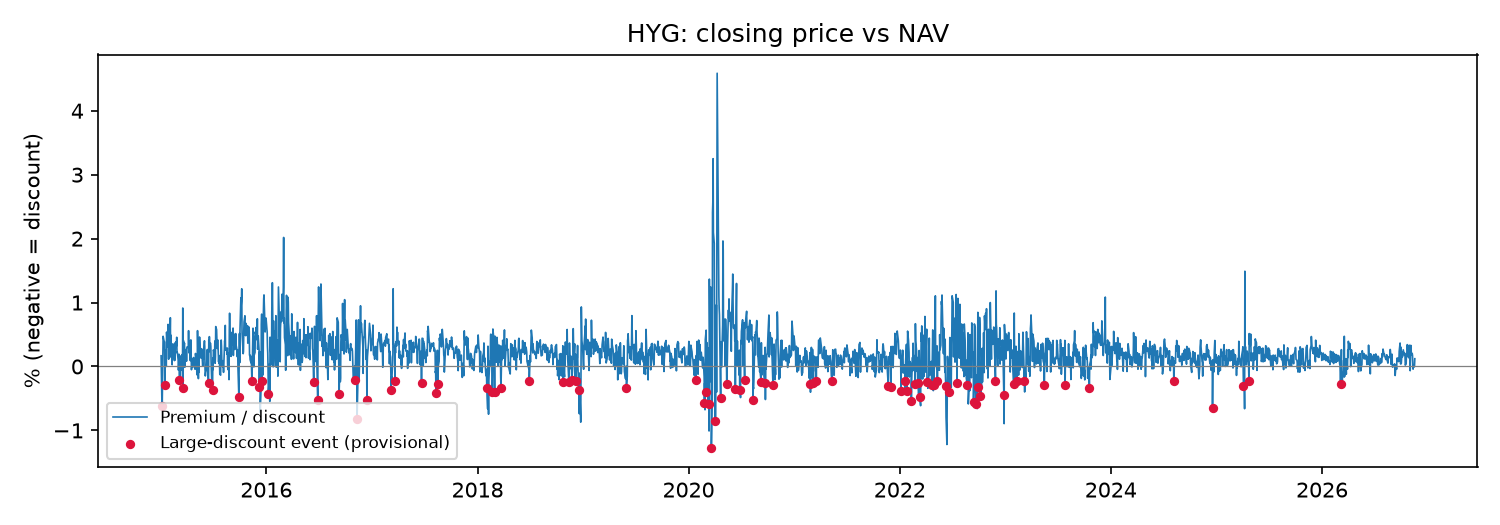 HYG: closing price vs NAV
% (negative = discount)
4
3
2
1
0
−1
Premium / discount
Large-discount event (provisional)
2016 2018 2020 2022 2024 2026